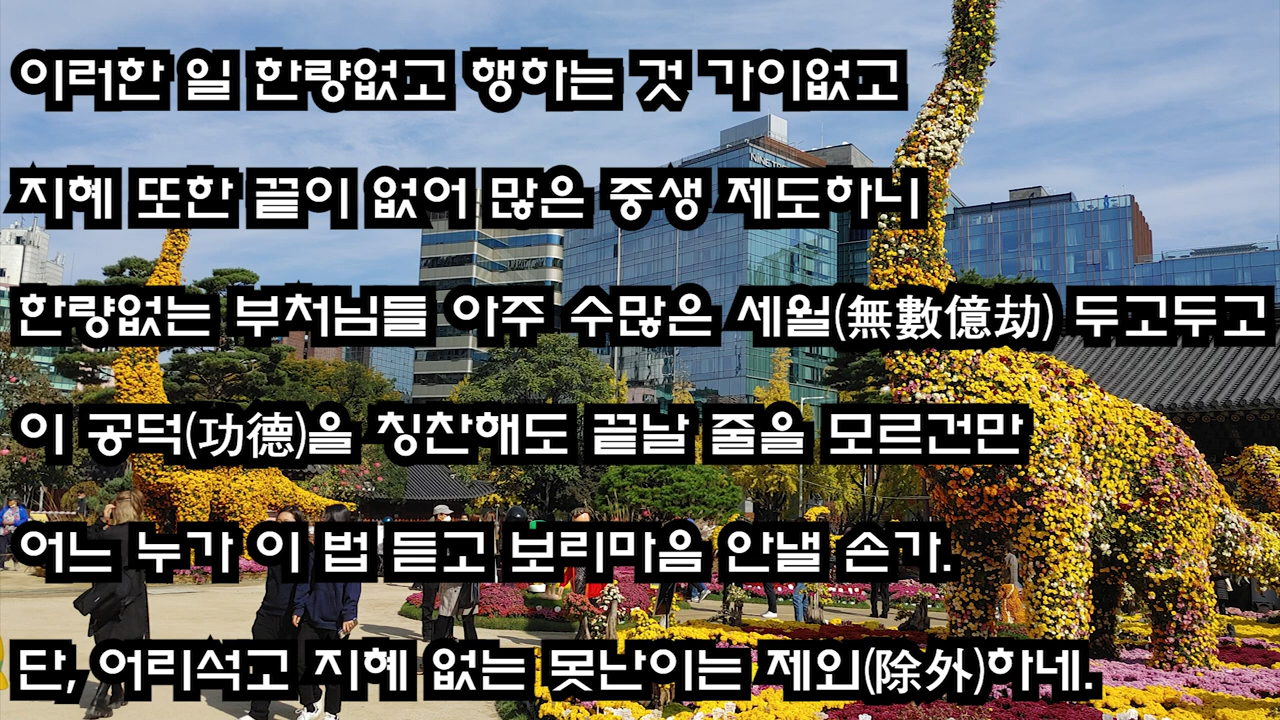 이러한 일 한량없고 행하는 것 가이없고
지혜 또한 끝이 없어 많은 중생 제도하니
한량없는 부처님들 아주 수많은 세월(無數億劫) 두고두고
이 공덕(功德)을 칭찬해도 끝날 줄을 모르건만
어느 누가 이 법 듣고 보리마음 안낼 손가.
단, 어리석고 지혜 없는 못난이는 제외(除外)하네.